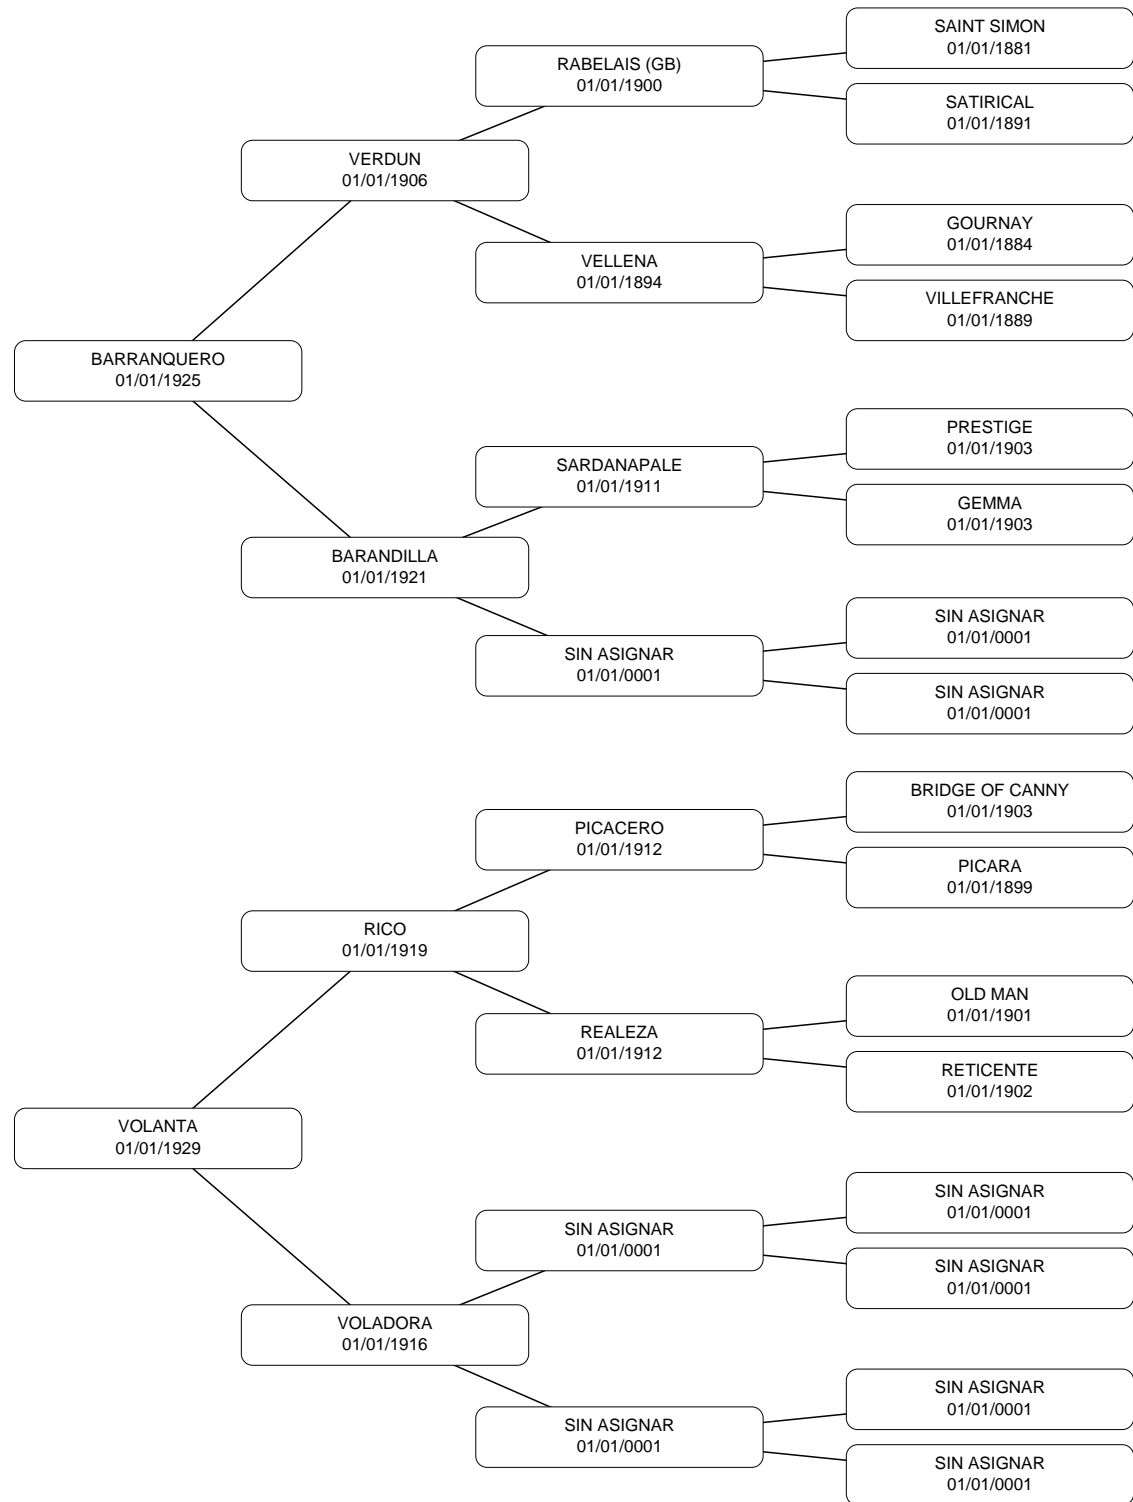 SAINT SIMON
01/01/1881
RABELAIS (GB)
01/01/1900
SATIRICAL
01/01/1891
VERDUN
01/01/1906
GOURNAY
01/01/1884
VELLENA
01/01/1894
VILLEFRANCHE
01/01/1889
BARRANQUERO
01/01/1925
PRESTIGE
01/01/1903
SARDANAPALE
01/01/1911
GEMMA
01/01/1903
BARANDILLA
01/01/1921
SIN ASIGNAR
01/01/0001
SIN ASIGNAR
01/01/0001
SIN ASIGNAR
01/01/0001
BRIDGE OF CANNY
01/01/1903
PICACERO
01/01/1912
PICARA
01/01/1899
RICO
01/01/1919
OLD MAN
01/01/1901
REALEZA
01/01/1912
RETICENTE
01/01/1902
VOLANTA
01/01/1929
SIN ASIGNAR
01/01/0001
SIN ASIGNAR
01/01/0001
SIN ASIGNAR
01/01/0001
VOLADORA
01/01/1916
SIN ASIGNAR
01/01/0001
SIN ASIGNAR
01/01/0001
SIN ASIGNAR
01/01/0001